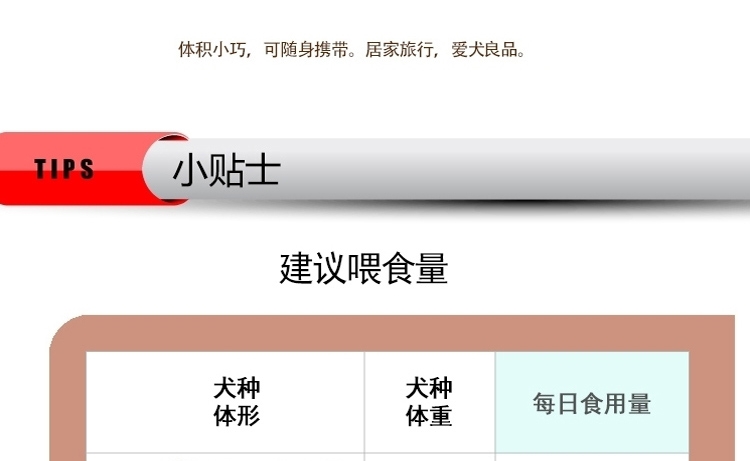 体积小巧，可随身携带。居家旅行，爱犬良品。
TIPS 小贴士
建议喂食量
犬种 犬种 每日食用量
体形 体重